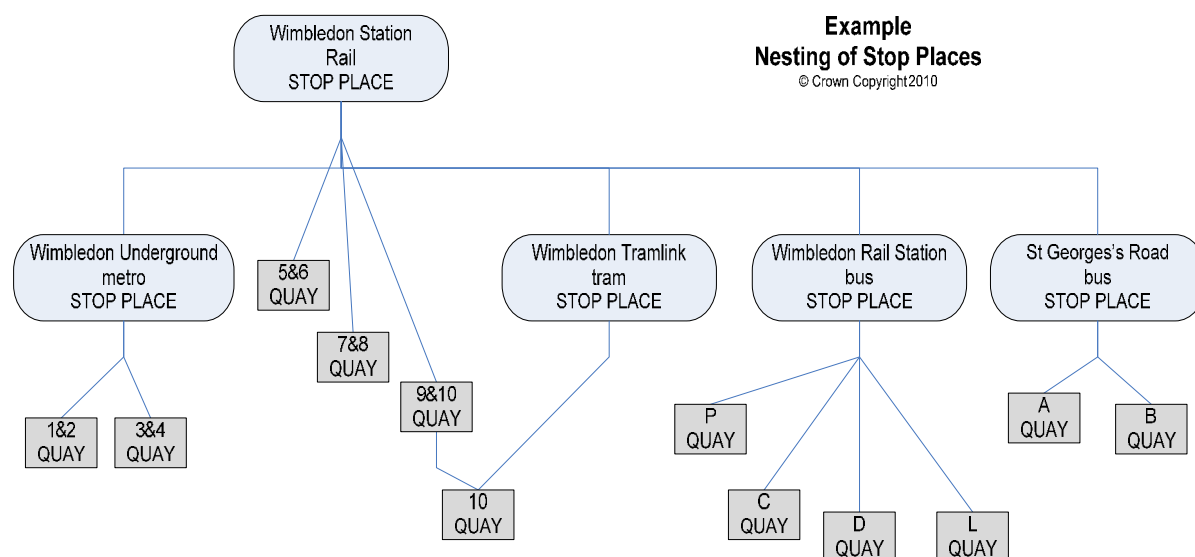 Wimbledon Station
Rail
STOP PLACE
Example
Nesting of Stop Places
© Crown Copyright2010
Wimbledon Underground
metro
STOP PLACE
5&6
QUAY
Wimbledon Tramlink
tram
STOP PLACE
Wimbledon Rail Station
bus
STOP PLACE
St Georges's Road
bus
STOP PLACE
7&8
QUAY
9&10
QUAY
1&2
QUAY
3&4
QUAY
P
QUAY
A
QUAY
B
QUAY
10
QUAY
C
QUAY
D
QUAY
L
QUAY